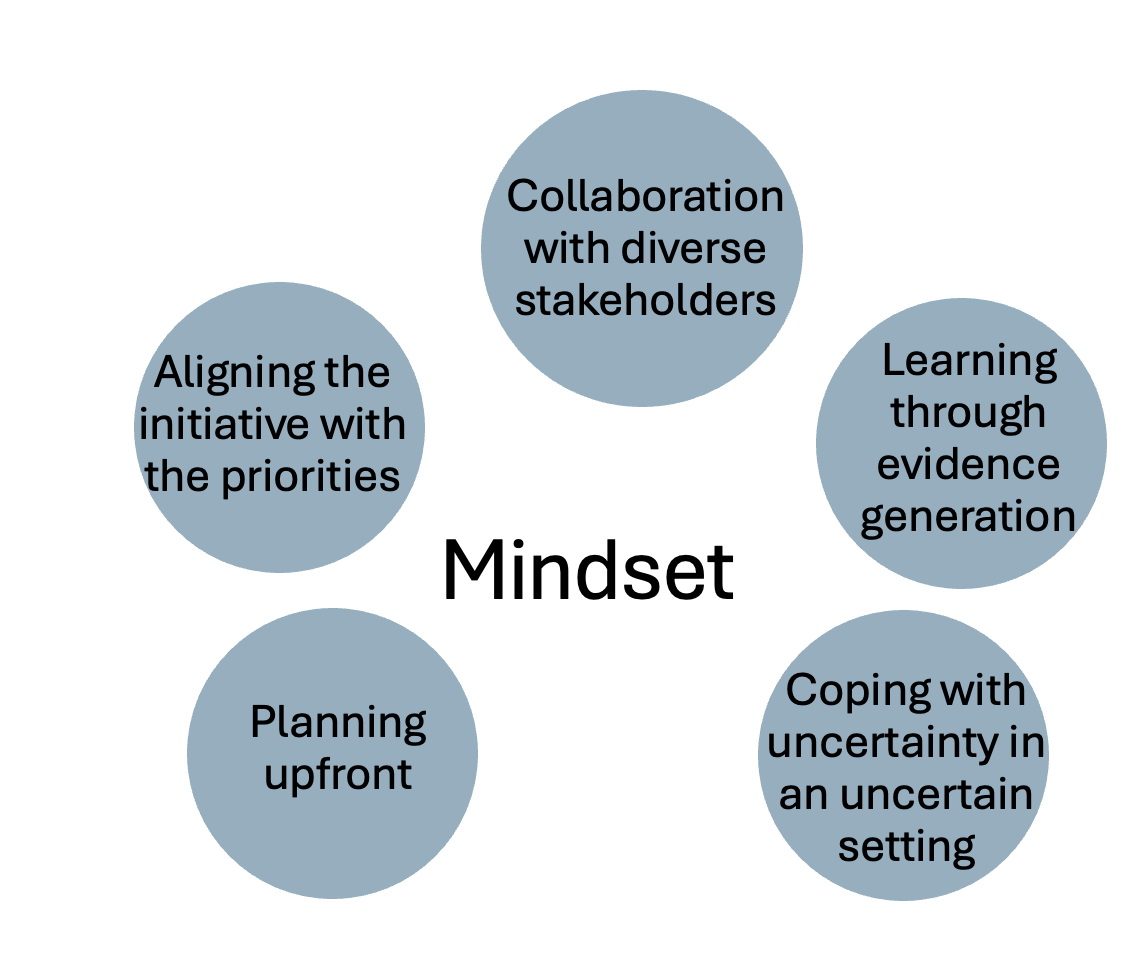 Collaboration
with diverse
stakeholders
Aligning the
initiative with
the priorities
Learning
through
evidence
generation
Mindset
Planning
upfront
Coping with
uncertainty in
an uncertain
setting